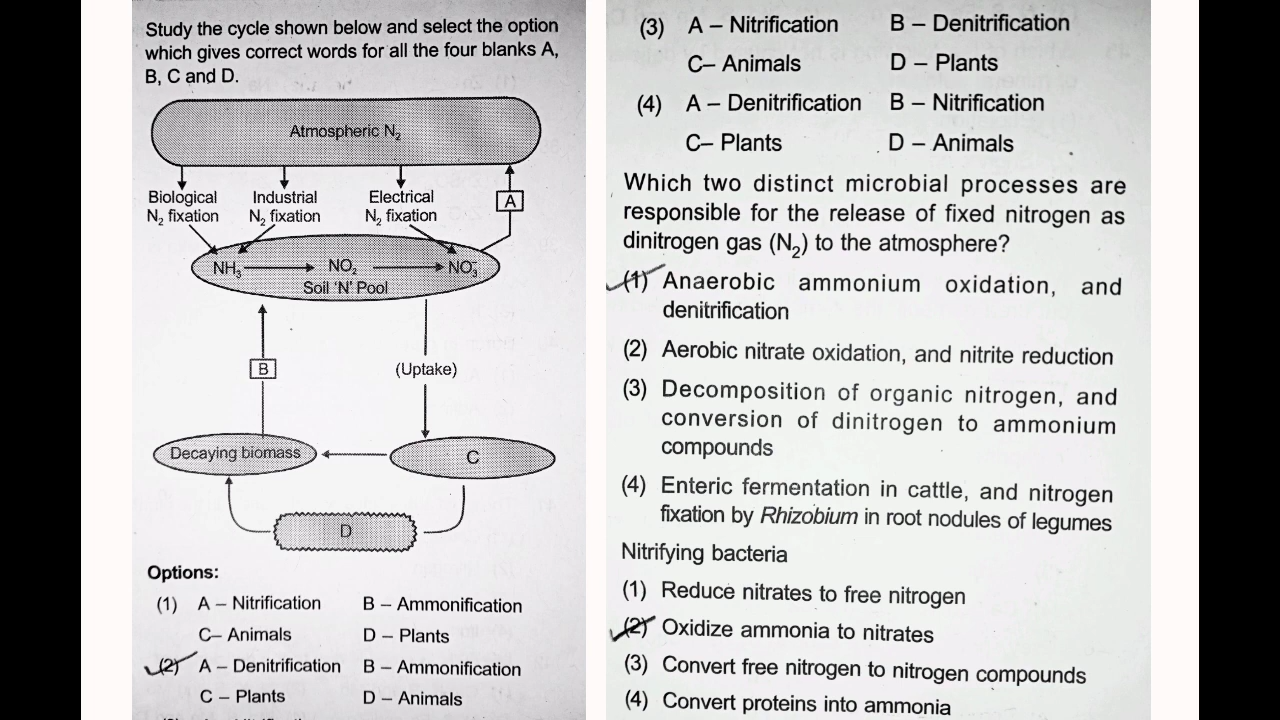 Study the cycle shown below and select the option
which gives correct words for all the four blanks A,
B, C and D.
Atmospheric N₂
Biological N₂ fixation
Industrial N₂ fixation
Electrical N₂ fixation
A
NH₃ NO₂ NO₃⁻
Soil 'N' Pool
B
(Uptake)
Decaying biomass
C
D
Options:
(1) A – Nitrification B – Ammonification
C– Animals D – Plants
(2) A – Denitrification B – Ammonification
C – Plants D – Animals
(3) A – Nitrification B – Denitrification
C– Animals D – Plants
(4) A – Denitrification B – Nitrification
C– Plants D – Animals
Which two distinct microbial processes are
responsible for the release of fixed nitrogen as
dinitrogen gas (N₂) to the atmosphere?
(1) Anaerobic ammonium oxidation, and
denitrification
(2) Aerobic nitrate oxidation, and nitrite reduction
(3) Decomposition of organic nitrogen, and
conversion of dinitrogen to ammonium
compounds
(4) Enteric fermentation in cattle, and nitrogen
fixation by Rhizobium in root nodules of legumes
Nitrifying bacteria
(1) Reduce nitrates to free nitrogen
(2) Oxidize ammonia to nitrates
(3) Convert free nitrogen to nitrogen compounds
(4) Convert proteins into ammonia